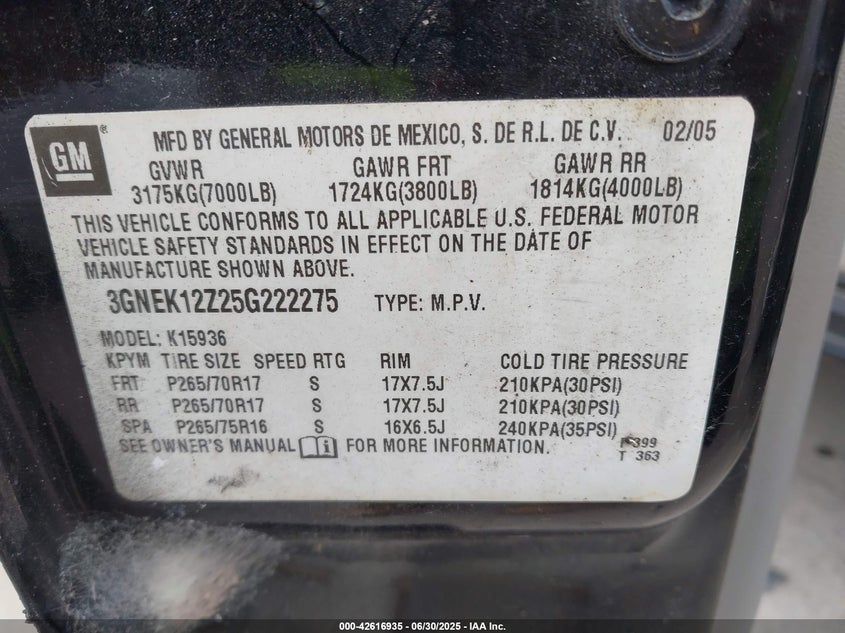 GM
®
MFD BY GENERAL MOTORS DE MEXICO, S. DE R.L. DE C.V. 02/05
GVWR GAWR FRT GAWR RR
3175KG(7000LB) 1724KG(3800LB) 1814KG(4000LB)
THIS VEHICLE CONFORMS TO ALL APPLICABLE U.S. FEDERAL MOTOR
VEHICLE SAFETY STANDARDS IN EFFECT ON THE DATE OF
MANUFACTURE SHOWN ABOVE.
3GNEK12Z25G222275 TYPE: M.P.V.
MODEL: K15936
KPYM TIRE SIZE SPEED RTG RIM COLD TIRE PRESSURE
FRT P265/70R17 S 17X7.5J 210KPA(30PSI)
RR P265/70R17 S 17X7.5J 210KPA(30PSI)
SPA P265/75R16 S 16X6.5J 240KPA(35PSI)
SEE OWNER'S MANUAL i FOR MORE INFORMATION.
399
T 363
000-42616935 - 06/30/2025 - IAA Inc.